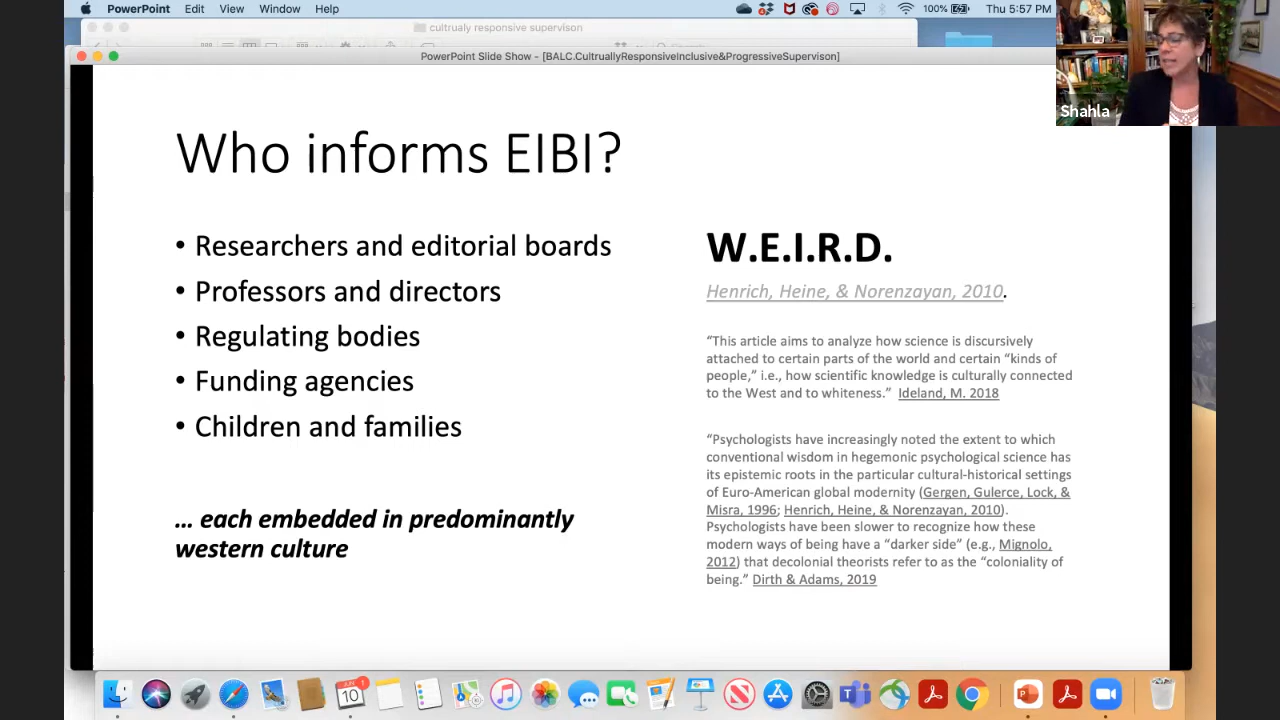 PowerPoint Edit View Window Help
100% Thu 5:57 PM
cultrualy responsive supervision
PowerPoint Slide Show - [BALC.CultruallyResponsiveInclusive&ProgressiveSupervison]
Shahla
Who informs EIBI?
• Researchers and editorial boards
• Professors and directors
• Regulating bodies
• Funding agencies
• Children and families
... each embedded in predominantly
western culture
W.E.I.R.D.
Henrich, Heine, & Norenzayan, 2010.
“This article aims to analyze how science is discursively
attached to certain parts of the world and certain “kinds of
people,” i.e., how scientific knowledge is culturally connected
to the West and to whiteness.” Ideland, M. 2018
“Psychologists have increasingly noted the extent to which
conventional wisdom in hegemonic psychological science has
its epistemic roots in the particular cultural-historical settings
of Euro-American global modernity (Gergen, Gulerce, Lock, &
Misra, 1996; Henrich, Heine, & Norenzayan, 2010).
Psychologists have been slower to recognize how these
modern ways of being have a “darker side” (e.g., Mignolo,
2012) that decolonial theorists refer to as the “coloniality of
being.” Dirth & Adams, 2019
JUN
1
10